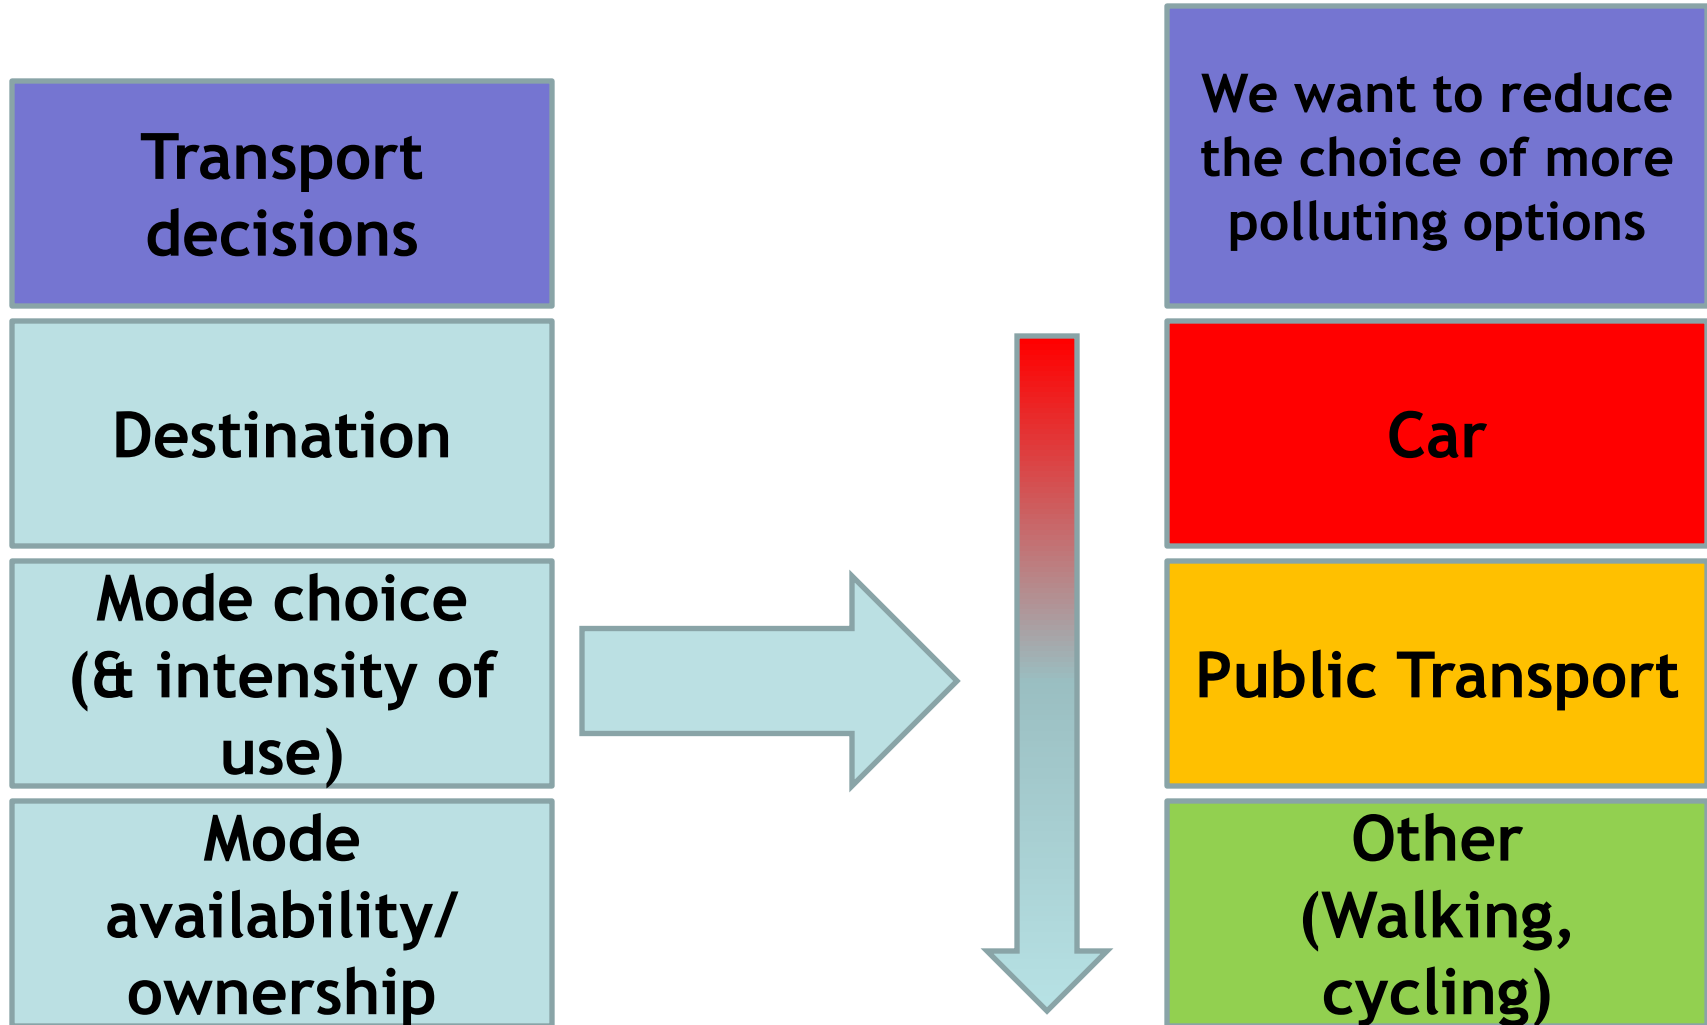 Transport
decisions
Destination
Mode choice
(& intensity of
use)
Mode
availability/
ownership
We want to reduce
the choice of more
polluting options
Car
Public Transport
Other
(Walking,
cycling)